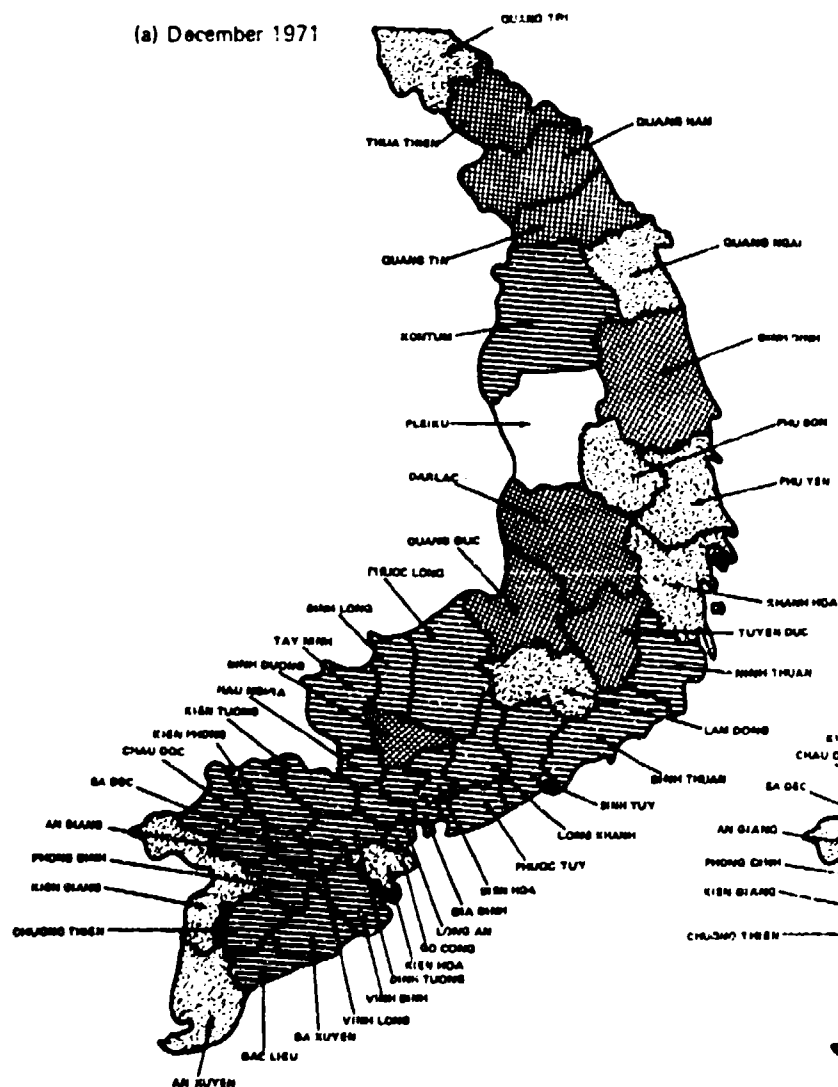 (a) December 1971
QUANG TRI
THUA THIEN
QUANG NAN
QUANG TIN
QUANG NGAI
KONTUM
BINH DINH
PLEIKU
PHU BON
DARLAC
PHU YEN
QUANG DUC
PHUOC LONG
KHANH HOA
BINH LONG
TUYEN DUC
TAY NINH
NINH THUAN
BINH DUONG
HAU NGHIA
LAM DONG
KIEN TUONG
KIEN PHONG
CHAU DOC
BINH THUAN
SA DEC
BINH TUY
AN GIANG
LONG KHANH
PHONG DINH
PHUOC TUY
KIEN GIANG
BIEN HOA
GIA DINH
CHUONG THIEN
LONG AN
GO CONG
KIEN HOA
DINH TUONG
VINH BINH
VINH LONG
BA XUYEN
BAC LIEU
AN XUYEN
CHAU D
SA DEC
AN GIANG
PHONG DINH
KIEN GIANG
CHUONG THIEN